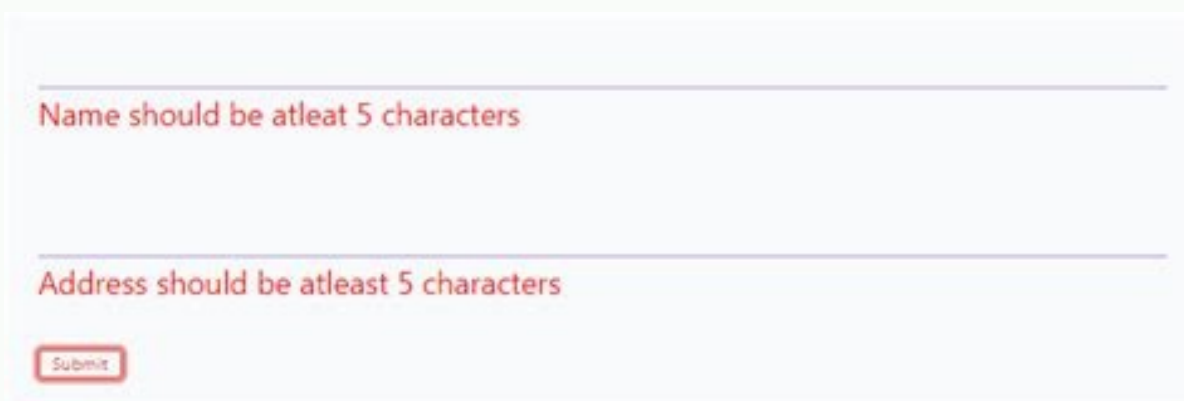 Name should be atleat 5 characters
Address should be atleast 5 characters
Submit